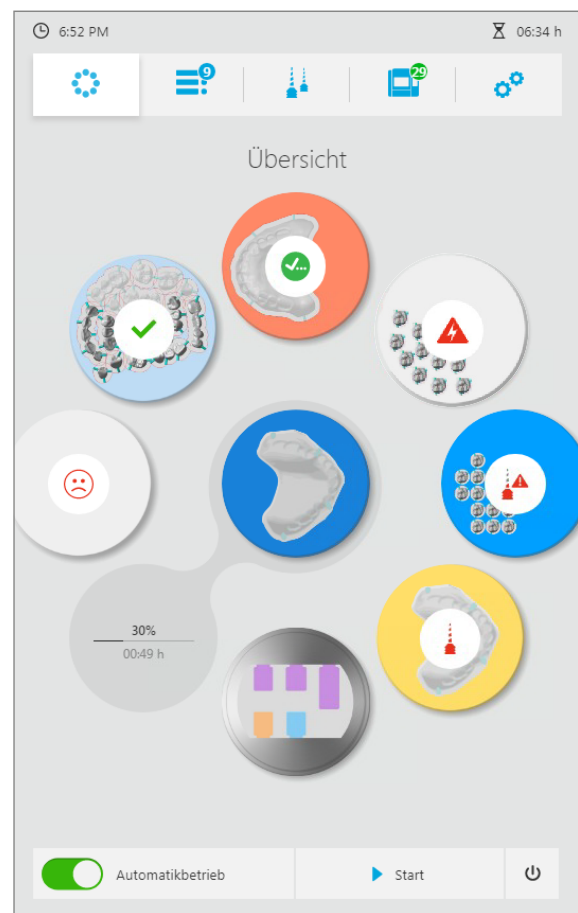 6:52 PM
06:34 h
9
29
Übersicht
30%
00:49 h
Automatikbetrieb
Start